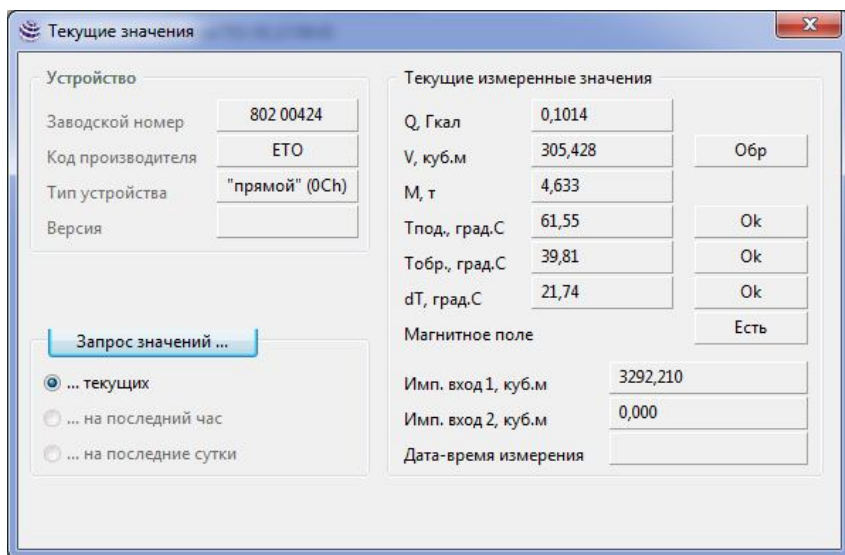 Текущие значения
Устройство
Заводской номер 802 00424
Код производителя ETO
Тип устройства "прямой" (0Ch)
Версия
Запрос значений ...
... текущих
... на последний час
... на последние сутки
Текущие измеренные значения
Q, Гкал 0,1014
V, куб.м 305,428 Обр
М, т 4,633
Тпод., град.С 61,55 Ok
Тобр., град.С 39,81 Ok
dT, град.С 21,74 Ok
Магнитное поле Есть
Имп. вход 1, куб.м 3292,210
Имп. вход 2, куб.м 0,000
Дата-время измерения